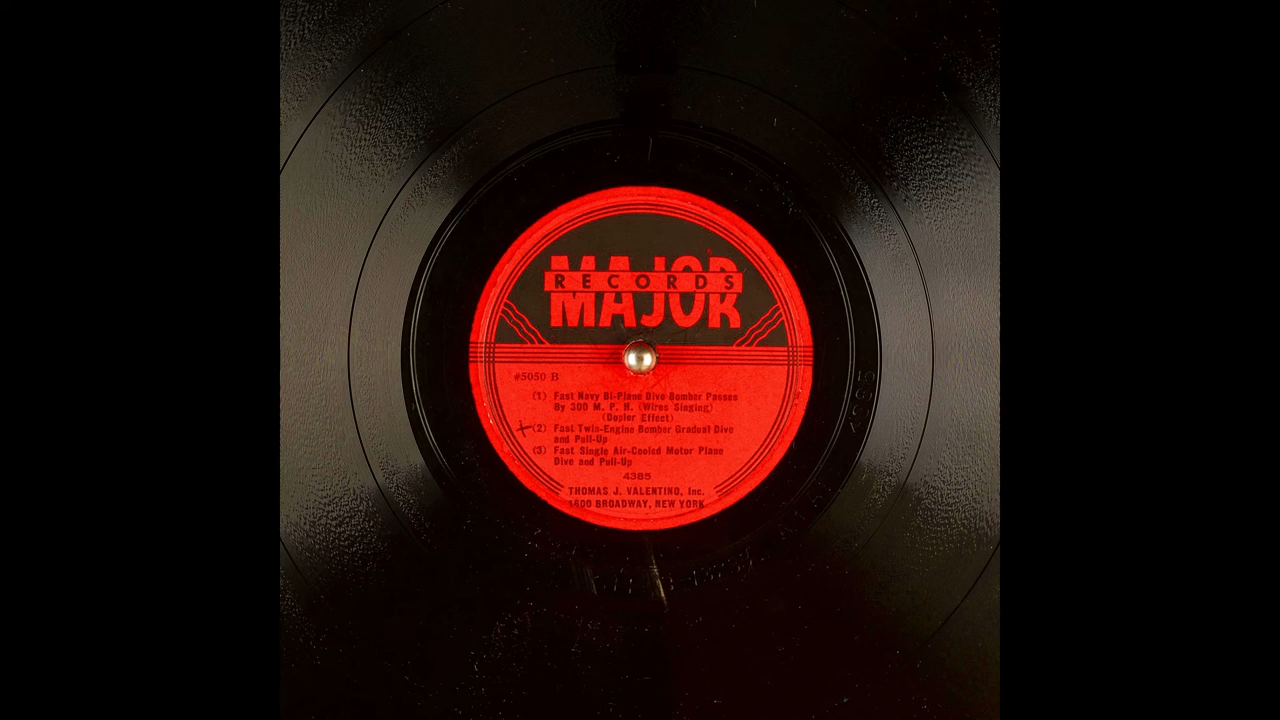 MAJOR
RECORDS
#5050 B
(1) Fast Navy Bi-Plane Dive Bomber Passes
By 300 M. P. H. (Wires Singing)
(Dopler Effect)
(2) Fast Twin-Engine Bomber Gradual Dive
and Pull-Up
(3) Fast Single Air-Cooled Motor Plane
Dive and Pull-Up
4385
THOMAS J. VALENTINO, Inc.
1600 BROADWAY, NEW YORK
4385